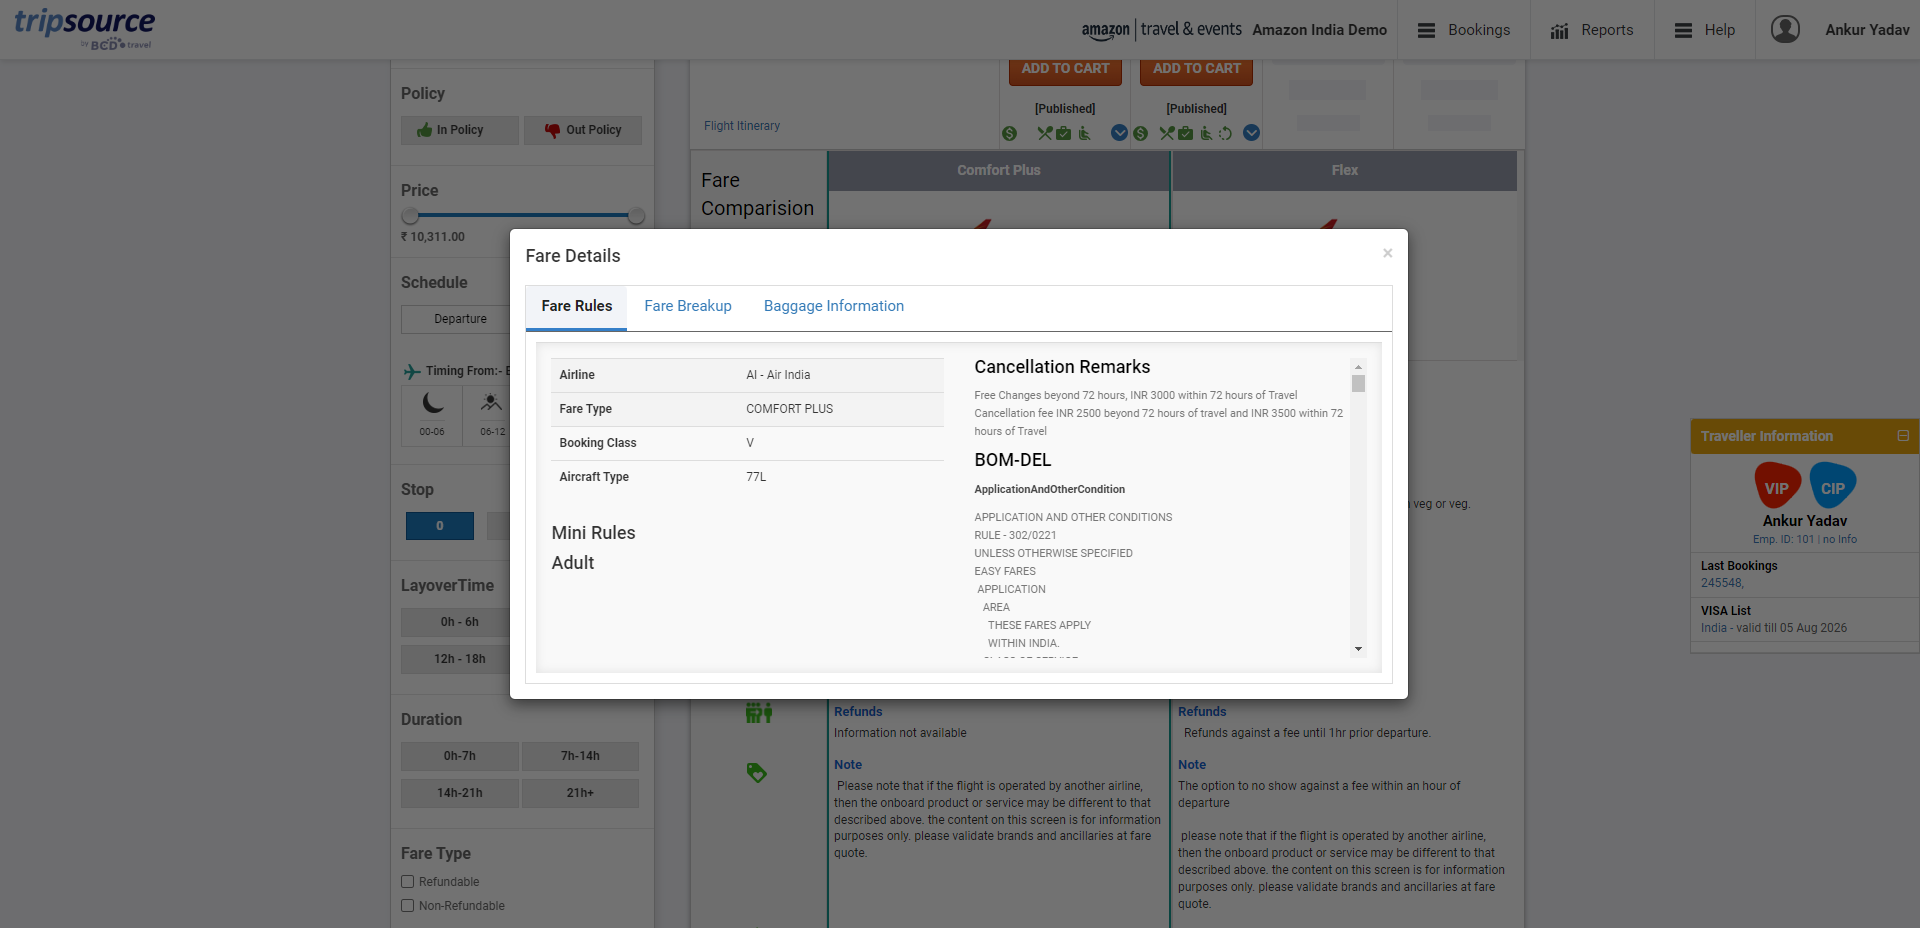 tripsource
by BCD travel
amazon travel & events
Amazon India Demo
Bookings
Reports
Help
Ankur Yadav
Policy
In Policy
Out Policy
Price
₹ 10,311.00
Schedule
Departure
Timing From:-
00-06
06-12
Stop
0
LayoverTime
0h - 6h
12h - 18h
Duration
0h-7h
7h-14h
14h-21h
21h+
Fare Type
Refundable
Non-Refundable
ADD TO CART
ADD TO CART
[Published]
[Published]
Flight Itinerary
Fare
Comparision
Comfort Plus
Flex
Fare Details
×
Fare Rules
Fare Breakup
Baggage Information
Airline
AI - Air India
Fare Type
COMFORT PLUS
Booking Class
V
Aircraft Type
77L
Mini Rules
Adult
Cancellation Remarks
Free Changes beyond 72 hours, INR 3000 within 72 hours of Travel
Cancellation fee INR 2500 beyond 72 hours of travel and INR 3500 within 72
hours of Travel
BOM-DEL
ApplicationAndOtherCondition
APPLICATION AND OTHER CONDITIONS
RULE - 302/0221
UNLESS OTHERWISE SPECIFIED
EASY FARES
APPLICATION
AREA
THESE FARES APPLY
WITHIN INDIA.
veg or veg.
Refunds
Information not available
Note
Please note that if the flight is operated by another airline,
then the onboard product or service may be different to that
described above. the content on this screen is for information
purposes only. please validate brands and ancillaries at fare
quote.
Refunds
Refunds against a fee until 1hr prior departure.
Note
The option to no show against a fee within an hour of
departure
please note that if the flight is operated by another airline,
then the onboard product or service may be different to that
described above. the content on this screen is for information
purposes only. please validate brands and ancillaries at fare
quote.
Traveller Information
VIP
CIP
Ankur Yadav
Emp. ID: 101 | no Info
Last Bookings
245548,
VISA List
India - valid till 05 Aug 2026